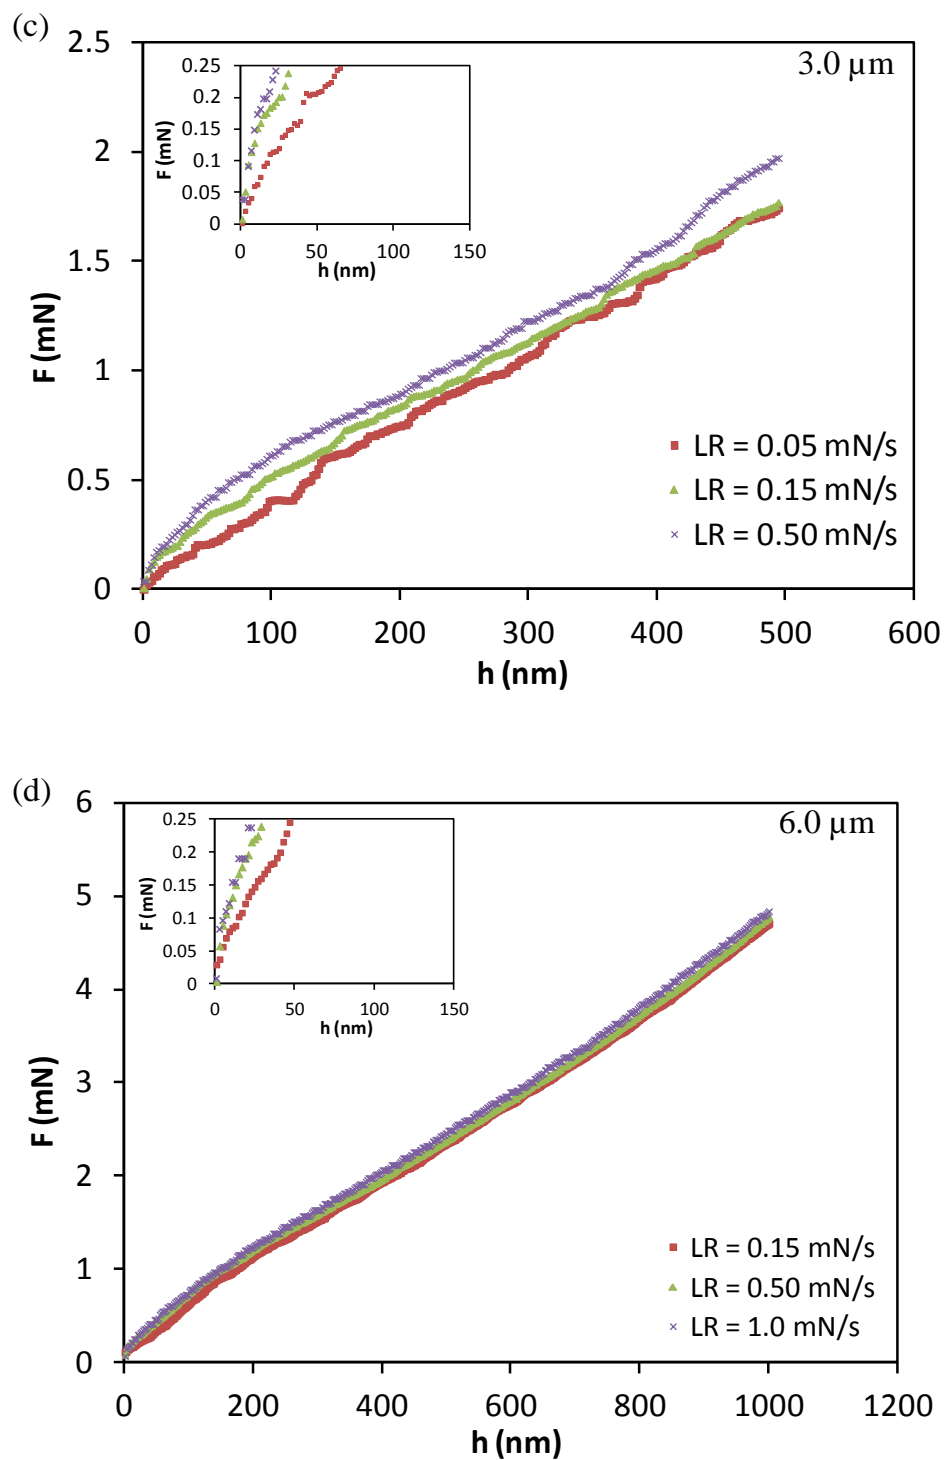 (c)
3.0 µm
2.5
2
1.5
1
0.5
0
F (mN)
0 100 200 300 400 500 600
h (nm)
0.25
0.2
0.15
0.1
0.05
0
F (mN)
0 50 100 150
h (nm)
LR = 0.05 mN/s
LR = 0.15 mN/s
LR = 0.50 mN/s
(d)
6.0 µm
6
5
4
3
2
1
0
F (mN)
0 200 400 600 800 1000 1200
h (nm)
0.25
0.2
0.15
0.1
0.05
0
F (mN)
0 50 100 150
h (nm)
LR = 0.15 mN/s
LR = 0.50 mN/s
LR = 1.0 mN/s